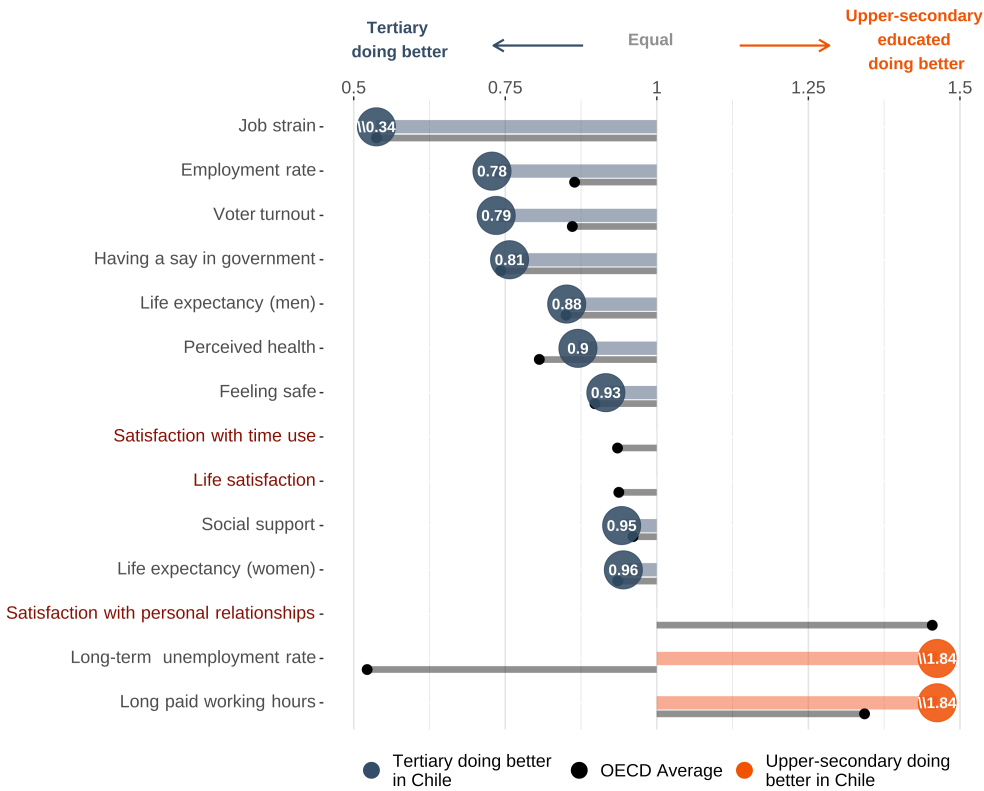 Tertiary
doing better
Equal
Upper-secondary
educated
doing better
0.5 0.75 1 1.25 1.5
Job strain \\0.34
Employment rate 0.78
Voter turnout 0.79
Having a say in government 0.81
Life expectancy (men) 0.88
Perceived health 0.9
Feeling safe 0.93
Satisfaction with time use
Life satisfaction
Social support 0.95
Life expectancy (women) 0.96
Satisfaction with personal relationships
Long-term unemployment rate \\1.84
Long paid working hours \\1.84
Tertiary doing better
in Chile
OECD Average
Upper-secondary doing
better in Chile